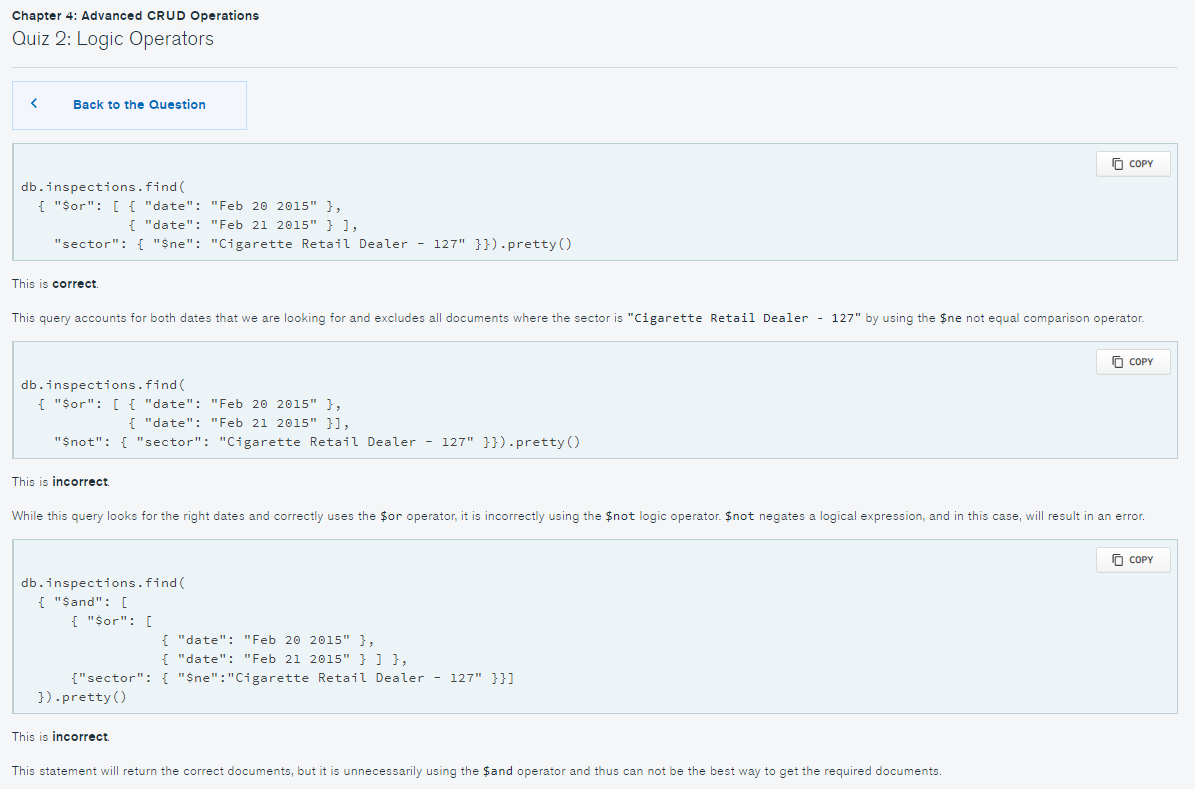 Chapter 4: Advanced CRUD Operations
Quiz 2: Logic Operators
Back to the Question
COPY
db.inspections.find(
  { "$or": [ { "date": "Feb 20 2015" },
             { "date": "Feb 21 2015" } ],
    "sector": { "$ne": "Cigarette Retail Dealer - 127" }}).pretty()
This is correct.
This query accounts for both dates that we are looking for and excludes all documents where the sector is "Cigarette Retail Dealer - 127" by using the $ne not equal comparison operator.
COPY
db.inspections.find(
  { "$or": [ { "date": "Feb 20 2015" },
             { "date": "Feb 21 2015" }],
    "$not": { "sector": "Cigarette Retail Dealer - 127" }}).pretty()
This is incorrect.
While this query looks for the right dates and correctly uses the $or operator, it is incorrectly using the $not logic operator. $not negates a logical expression, and in this case, will result in an error.
COPY
db.inspections.find(
  { "$and": [
      { "$or": [
                 { "date": "Feb 20 2015" },
                 { "date": "Feb 21 2015" } ] },
      {"sector": { "$ne":"Cigarette Retail Dealer - 127" }}]
  }).pretty()
This is incorrect.
This statement will return the correct documents, but it is unnecessarily using the $and operator and thus can not be the best way to get the required documents.